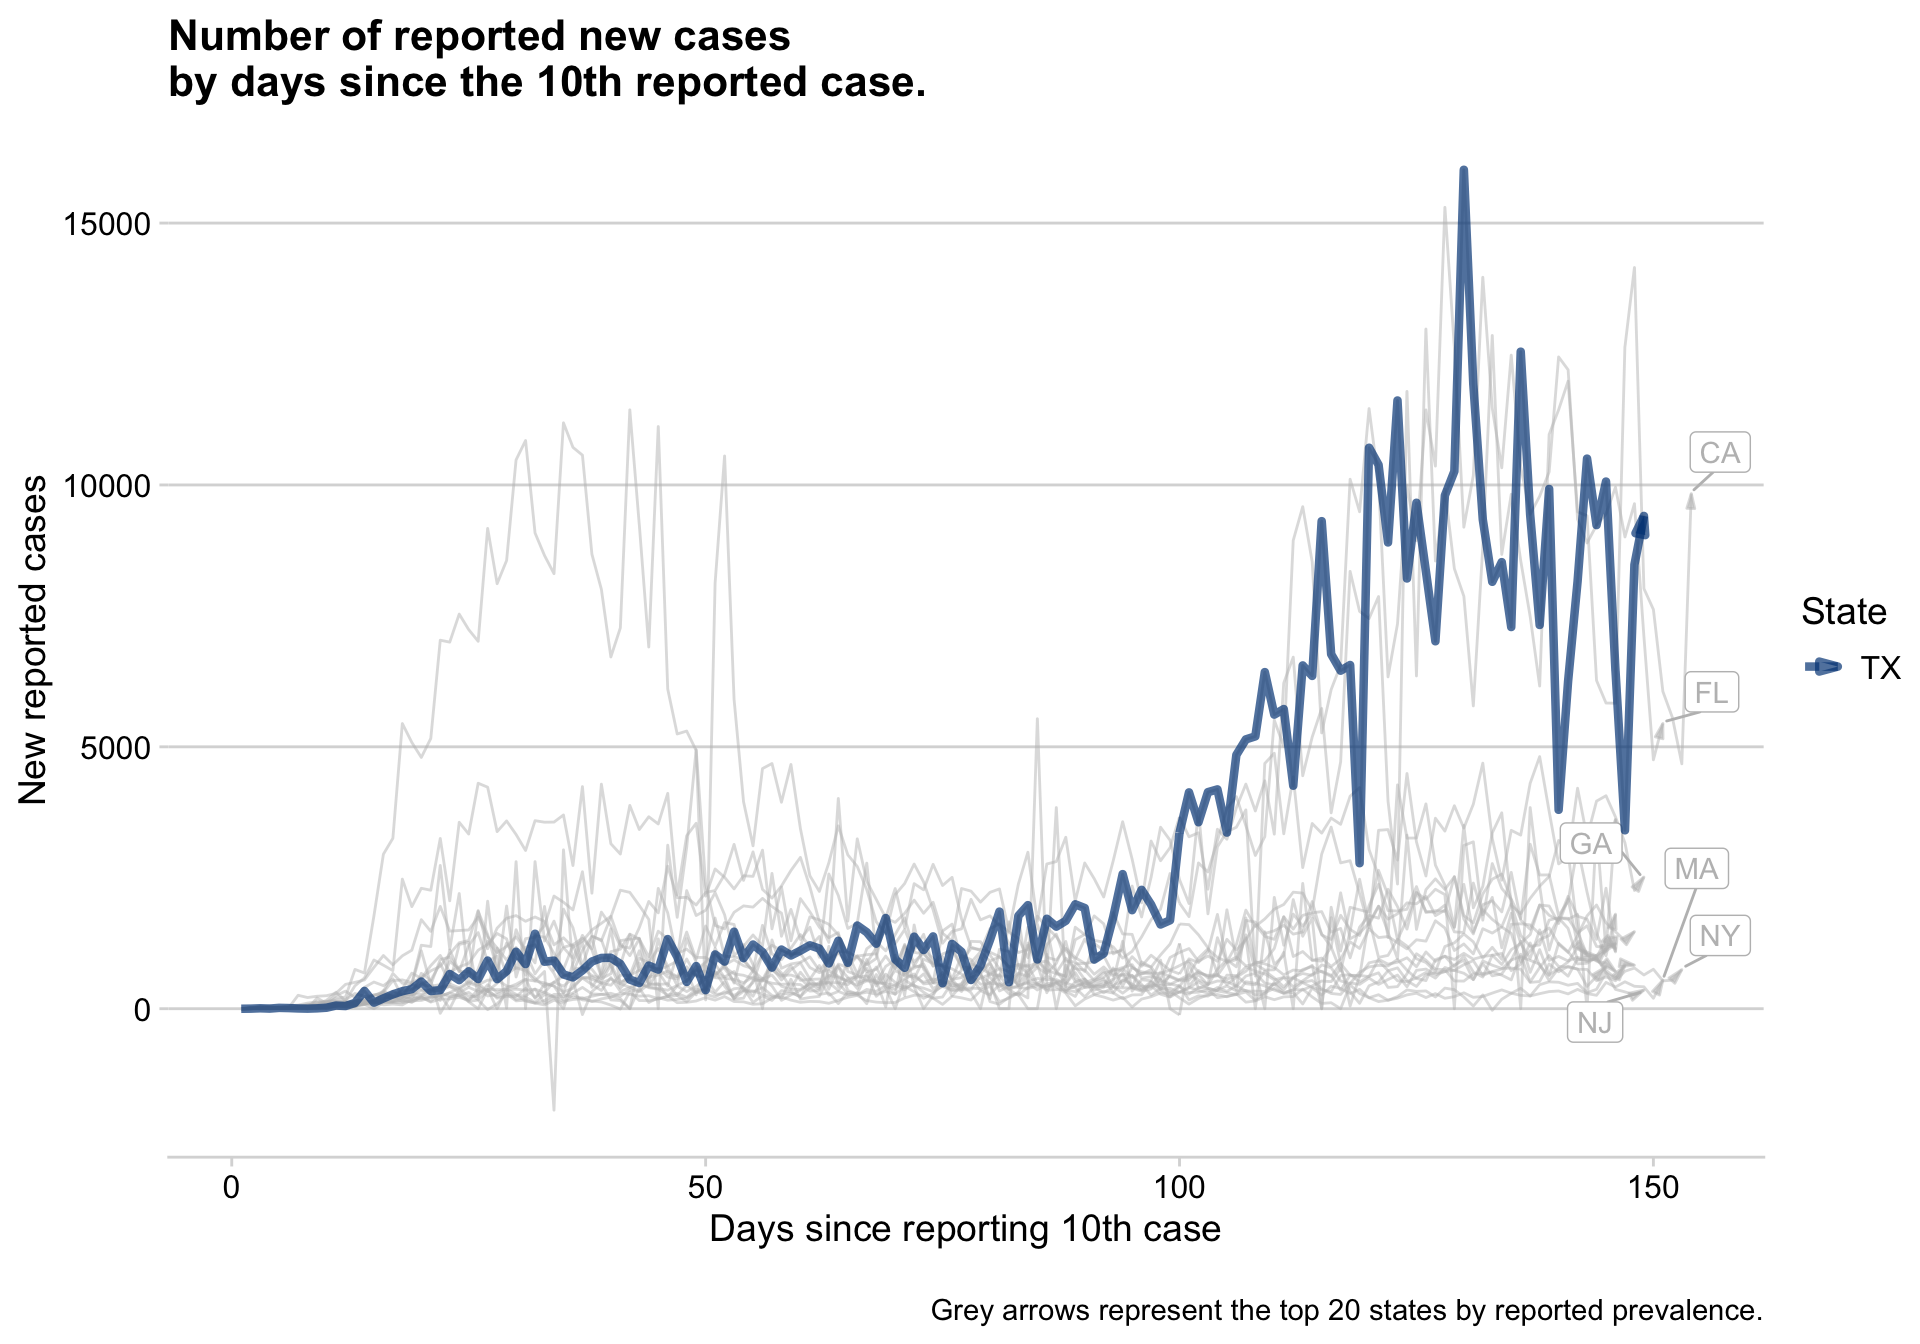 Number of reported new cases
by days since the 10th reported case.
New reported cases
15000
10000
5000
0
CA
FL
GA
MA
NY
NJ
State
TX
0
50
100
150
Days since reporting 10th case
Grey arrows represent the top 20 states by reported prevalence.